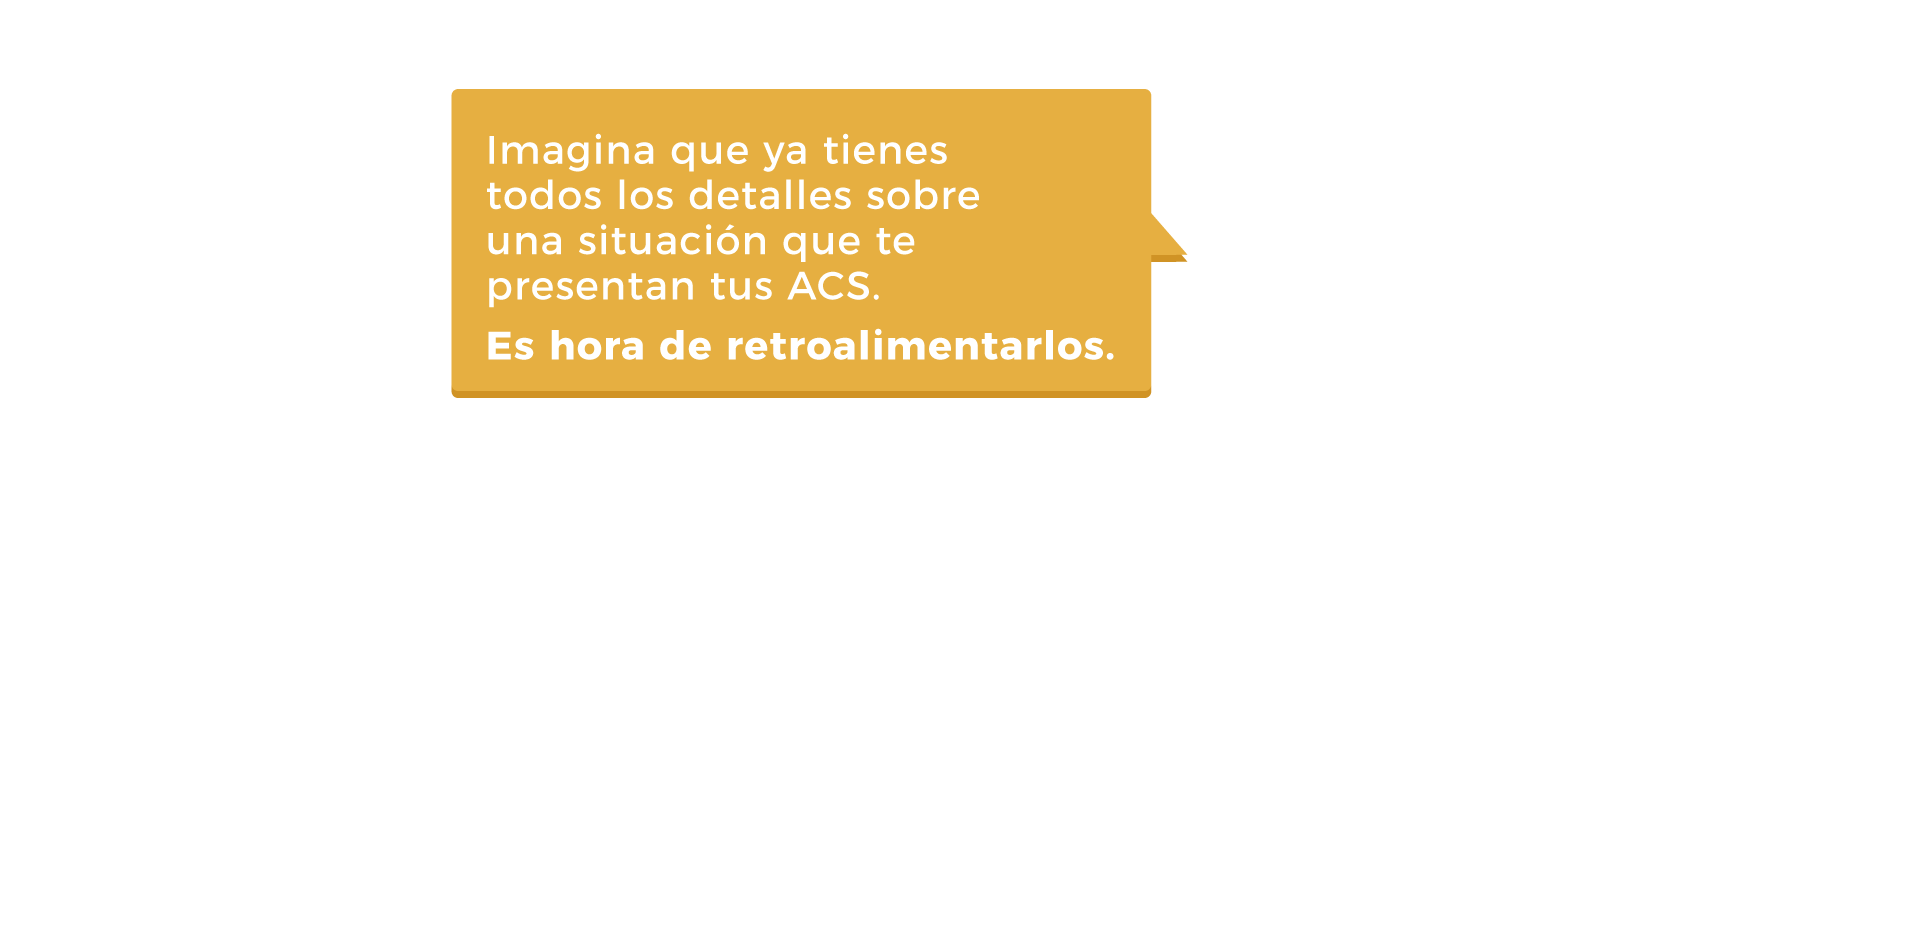 Imagina que ya tienes
todos los detalles sobre
una situación que te
presentan tus ACS.
Es hora de retroalimentarlos.